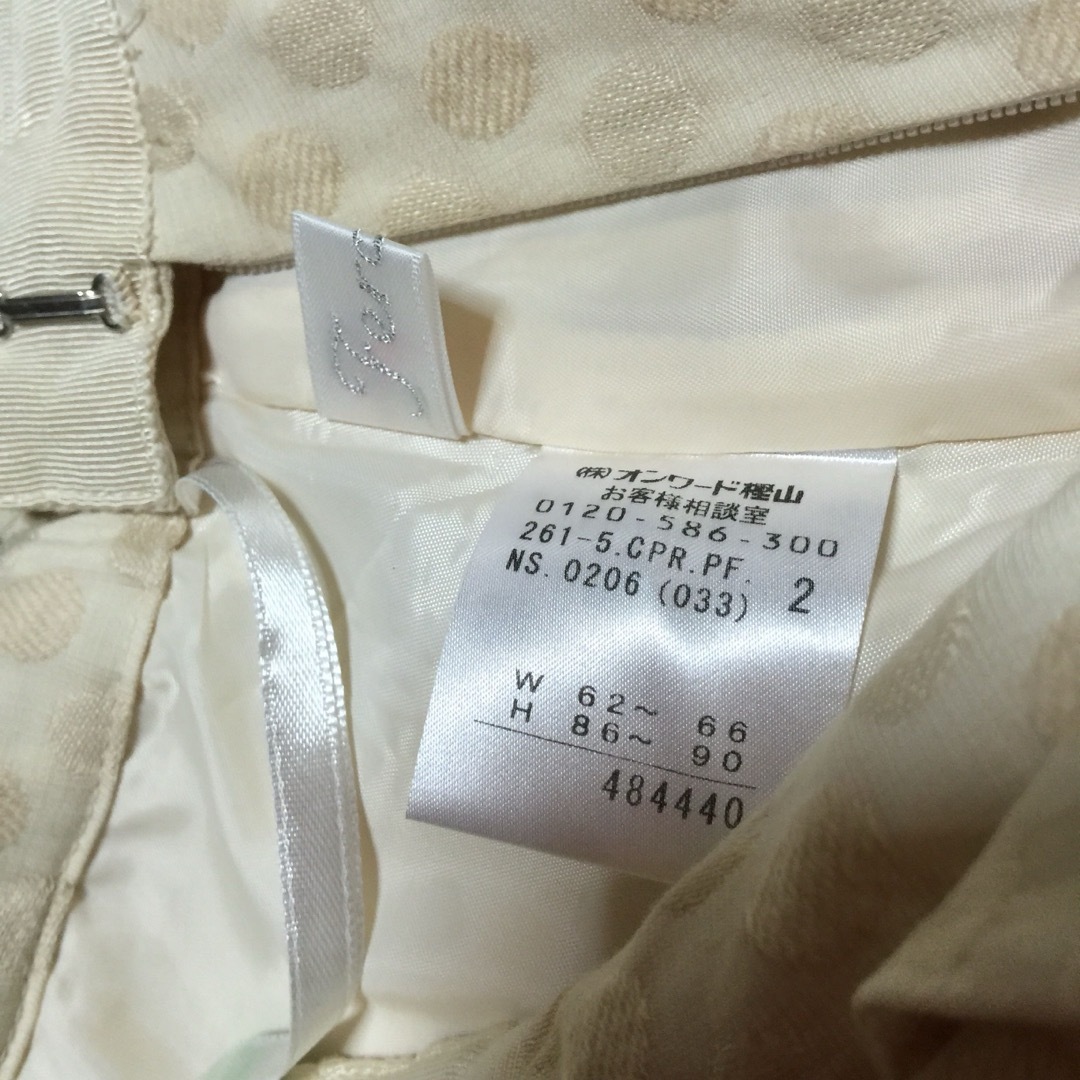 ㈱オンワード樫山
お客様相談室
0120-586-300
261-5.CPR.PF.
NS.0206(033) 2
W 62~ 66
H 86~ 90
484440